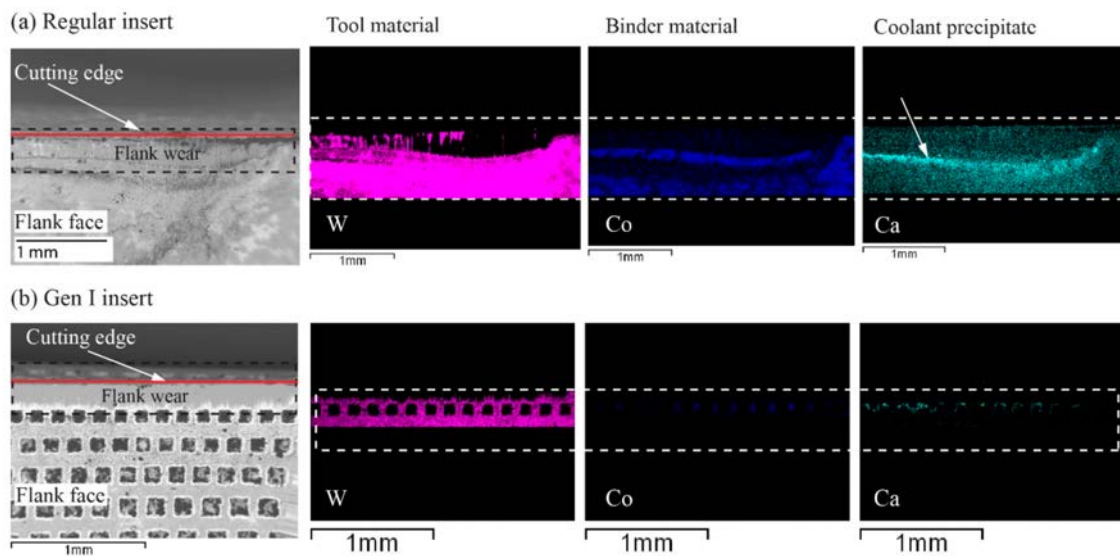 (a) Regular insert
Tool material
Binder material
Coolant precipitate
Cutting edge
Flank wear
Flank face
1 mm
W
1mm
Co
1mm
Ca
1mm
(b) Gen I insert
Cutting edge
Flank wear
Flank face
1mm
W
1mm
Co
1mm
Ca
1mm